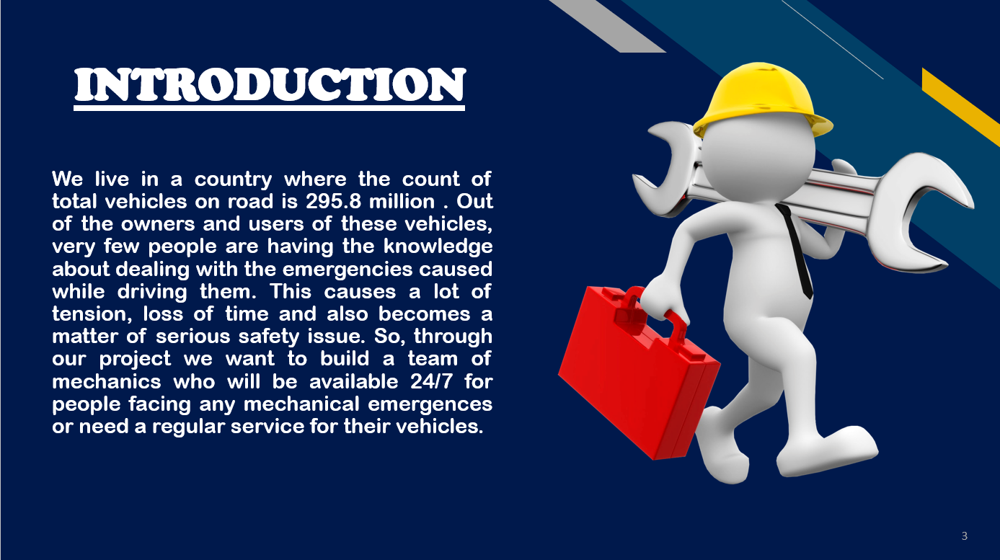 INTRODUCTION
We live in a country where the count of
total vehicles on road is 295.8 million . Out
of the owners and users of these vehicles,
very few people are having the knowledge
about dealing with the emergencies caused
while driving them. This causes a lot of
tension, loss of time and also becomes a
matter of serious safety issue. So, through
our project we want to build a team of
mechanics who will be available 24/7 for
people facing any mechanical emergences
or need a regular service for their vehicles.
3